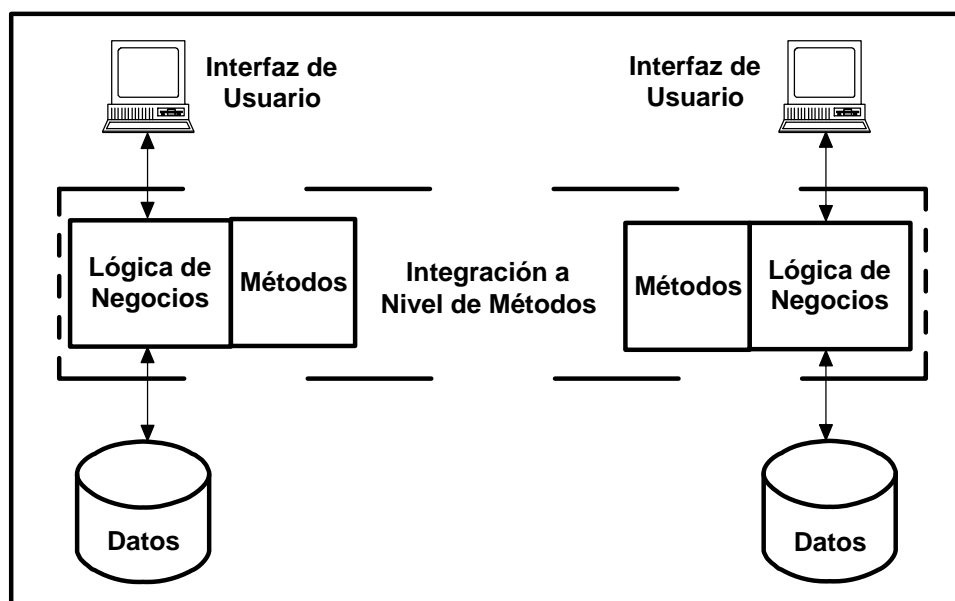 Interfaz de
Usuario
Interfaz de
Usuario
Lógica de
Negocios
Métodos
Integración a
Nivel de Métodos
Métodos
Lógica de
Negocios
Datos
Datos